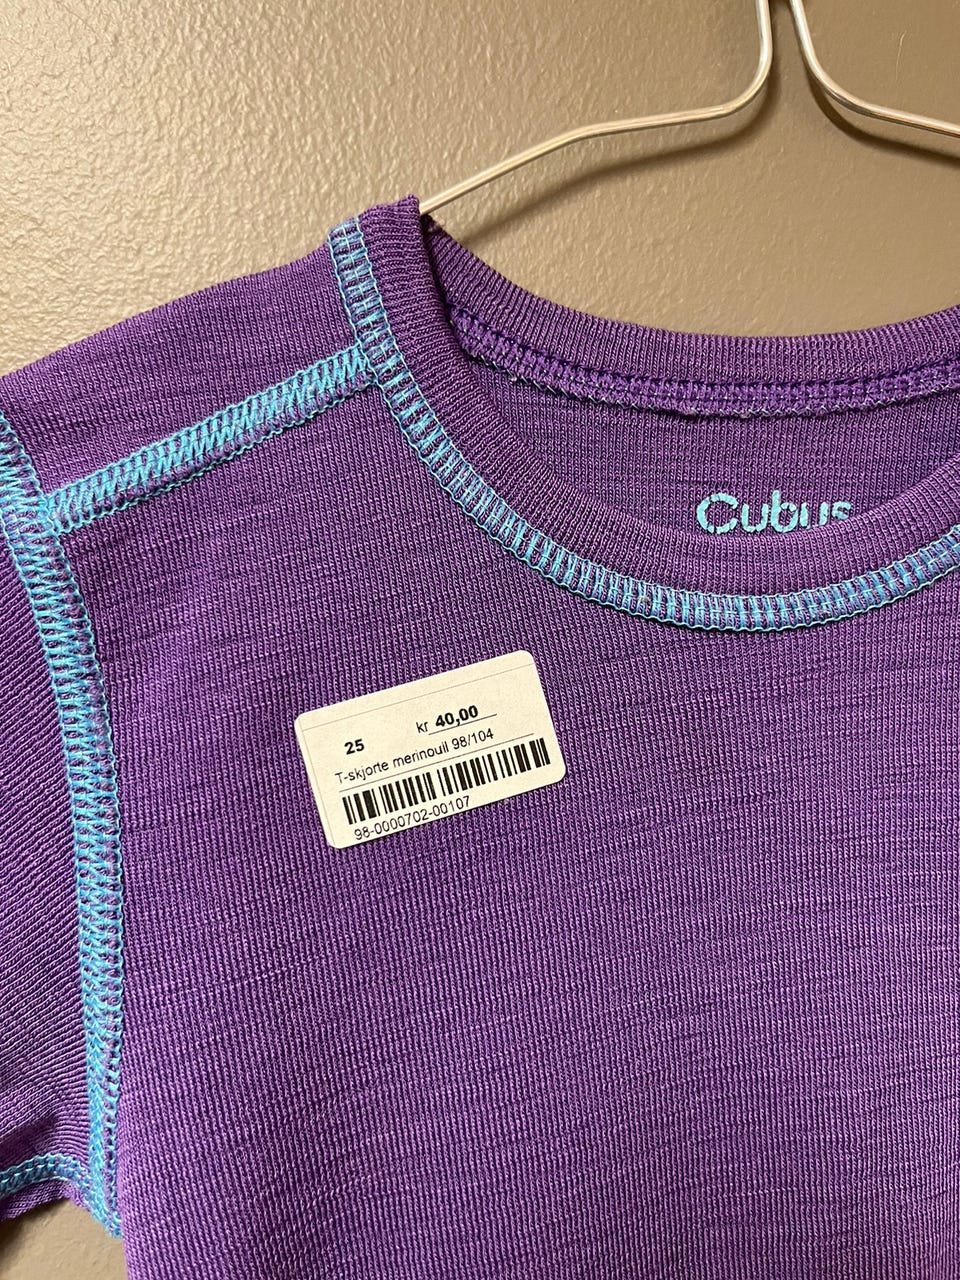 Cubus
25 kr 40,00
T-skjorte merinoull 98/104
98-0000702-00107